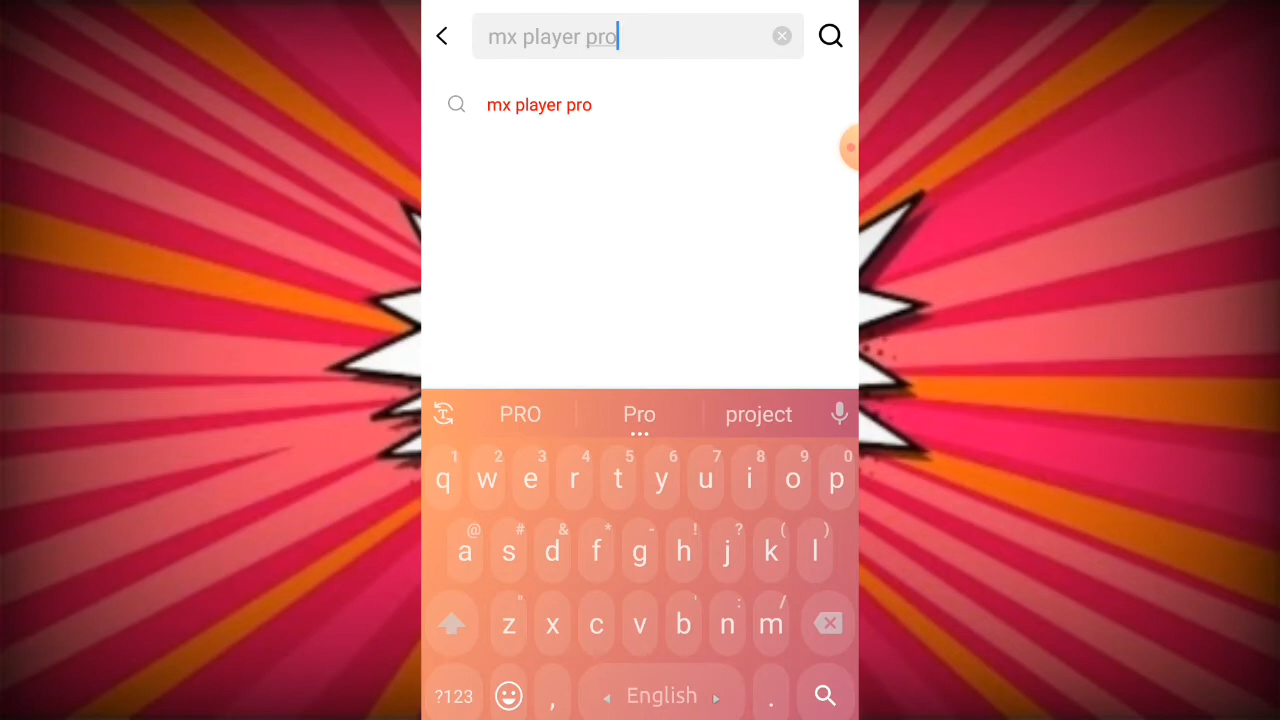 mx player pro
mx player pro
PRO Pro project
1 2 3 4 5 6 7 8 9 0
q w e r t y u i o p
@ # & * - ! ? ( )
a s d f g h j k l
" ' : /
z x c v b n m
?123 , English .